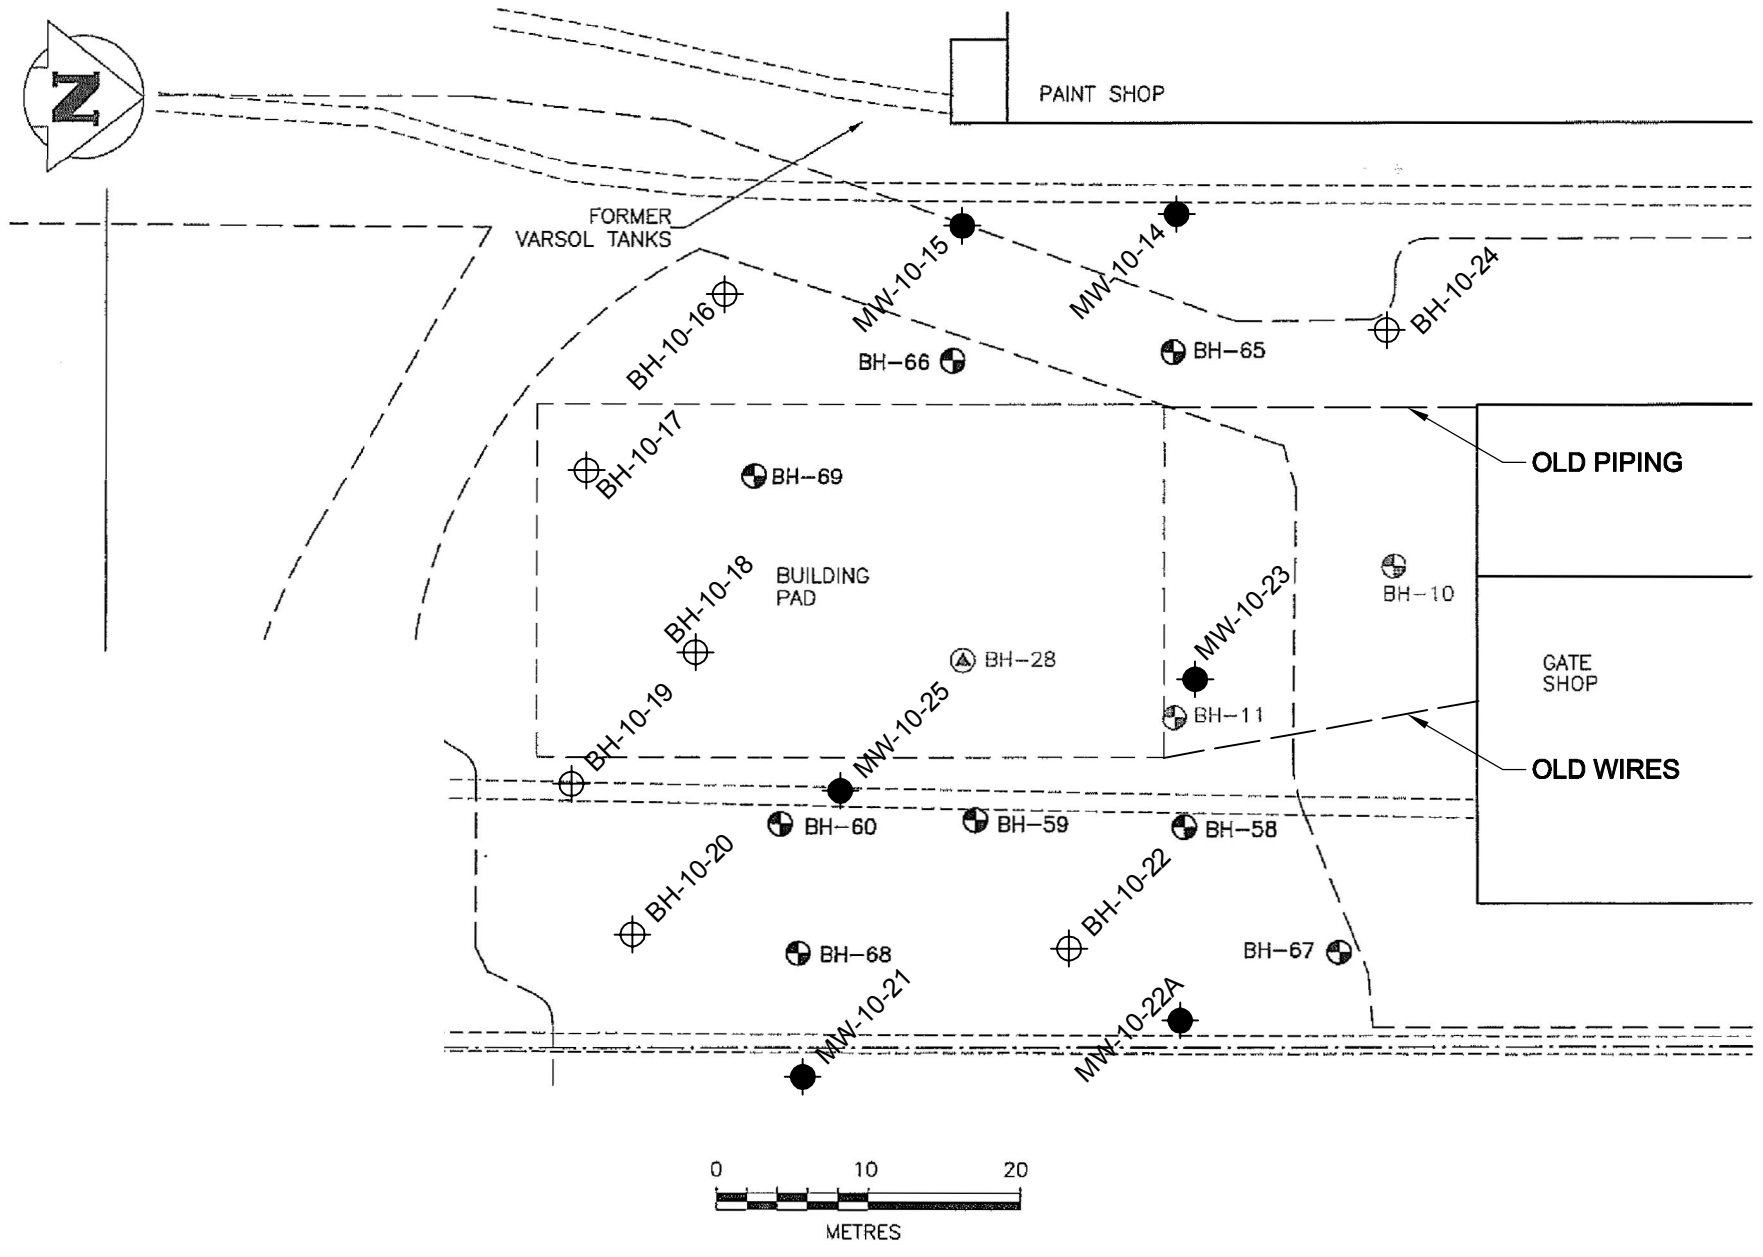 N
PAINT SHOP
FORMER
VARSOL TANKS
MW-10-15
MW-10-14
BH-10-24
BH-10-16
BH-66
BH-65
BH-10-17
BH-69
OLD PIPING
BH-10-18
BUILDING
PAD
MW-10-23
BH-10
BH-28
GATE
SHOP
BH-10-19
MW-10-25
BH-11
OLD WIRES
BH-60
BH-59
BH-58
BH-10-20
BH-10-22
BH-68
BH-67
MW-10-21
MW-10-22A
0 10 20
METRES